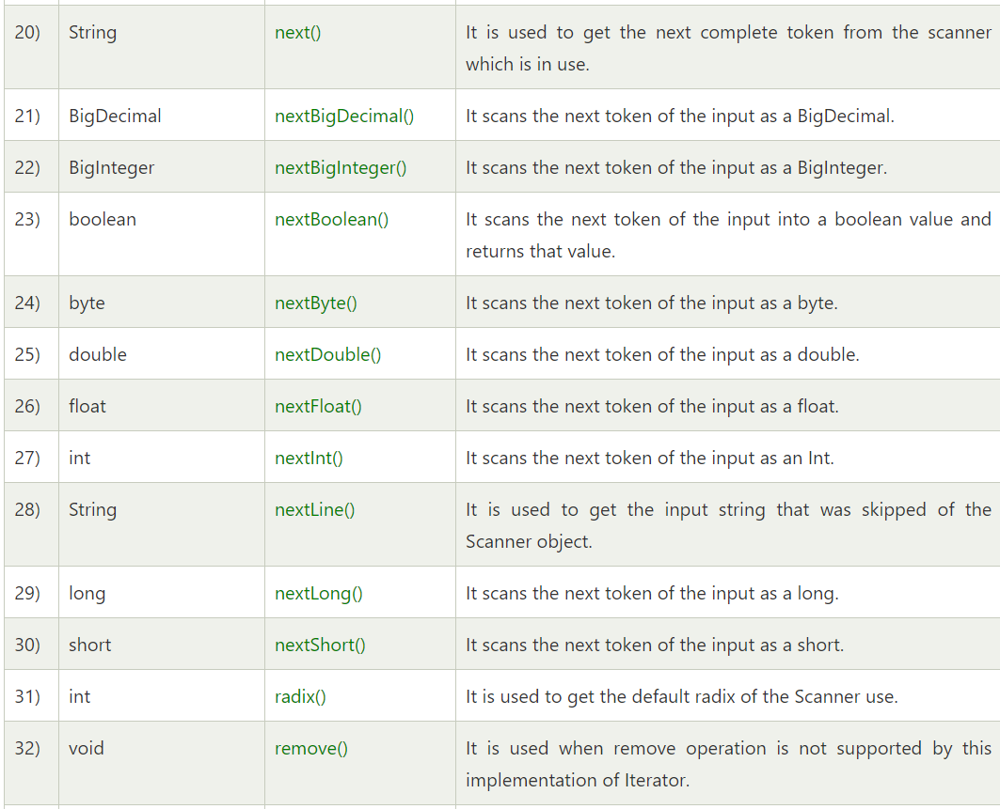 20) String next() It is used to get the next complete token from the scanner
which is in use.
21) BigDecimal nextBigDecimal() It scans the next token of the input as a BigDecimal.
22) BigInteger nextBigInteger() It scans the next token of the input as a BigInteger.
23) boolean nextBoolean() It scans the next token of the input into a boolean value and
returns that value.
24) byte nextByte() It scans the next token of the input as a byte.
25) double nextDouble() It scans the next token of the input as a double.
26) float nextFloat() It scans the next token of the input as a float.
27) int nextInt() It scans the next token of the input as an Int.
28) String nextLine() It is used to get the input string that was skipped of the
Scanner object.
29) long nextLong() It scans the next token of the input as a long.
30) short nextShort() It scans the next token of the input as a short.
31) int radix() It is used to get the default radix of the Scanner use.
32) void remove() It is used when remove operation is not supported by this
implementation of Iterator.